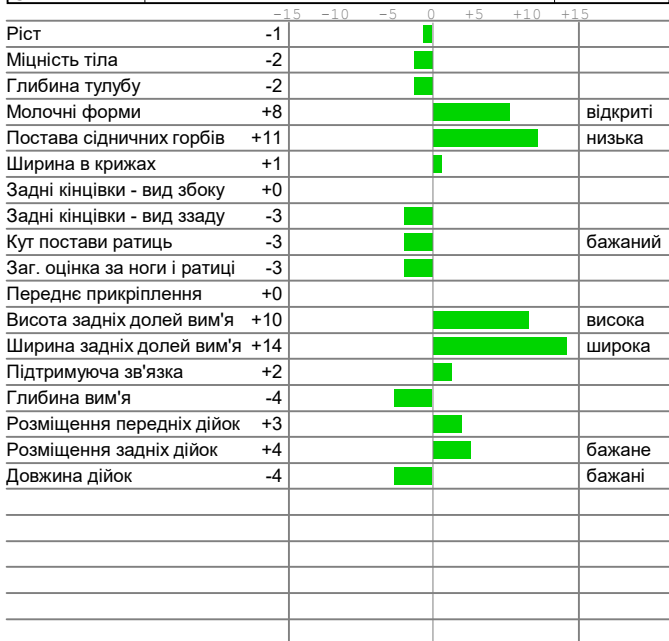 -15 -10 -5 0 +5 +10 +15
Ріст -1
Міцність тіла -2
Глибина тулубу -2
Молочні форми +8 відкриті
Постава сідничних горбів +11 низька
Ширина в крижах +1
Задні кінцівки - вид збоку +0
Задні кінцівки - вид ззаду -3
Кут постави ратиць -3 бажаний
Заг. оцінка за ноги і ратиці -3
Переднє прикріплення +0
Висота задніх долей вим'я +10 висока
Ширина задніх долей вим'я +14 широка
Підтримуюча зв'язка +2
Глибина вим'я -4
Розміщення передніх дійок +3
Розміщення задніх дійок +4 бажане
Довжина дійок -4 бажані